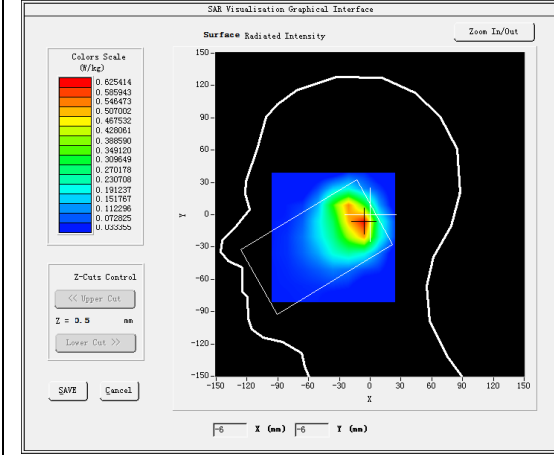 SAR Visualisation Graphical Interface
Surface Radiated Intensity
Zoom In/Out
Colors Scale
(W/kg)
0.625414
0.585943
0.546473
0.507002
0.467532
0.428061
0.388590
0.349120
0.309649
0.270178
0.230708
0.191237
0.151767
0.112296
0.072825
0.033355
150
120
90
60
30
0
-30
-60
-90
-120
-150
Y
-150 -120 -90 -60 -30 0 30 60 90 120 150
X
Z-Cuts Control
<< Upper Cut
Z = 0.5 mm
Lower Cut >>
SAVE Cancel
-6 X (mm) -6 Y (mm)